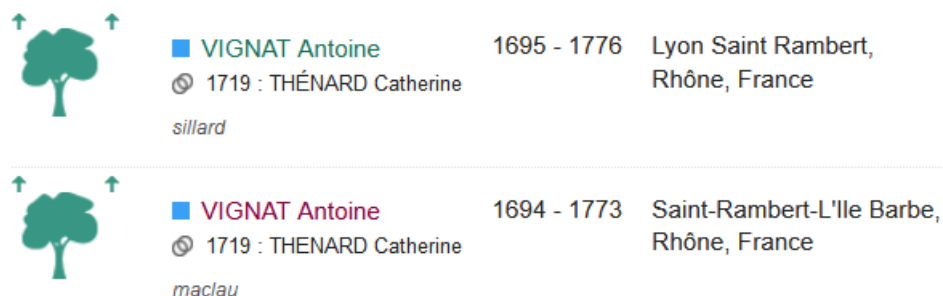 VIGNAT Antoine 1695 - 1776 Lyon Saint Rambert,
1719 : THÉNARD Catherine Rhône, France
sillard
VIGNAT Antoine 1694 - 1773 Saint-Rambert-L'Ile Barbe,
1719 : THENARD Catherine Rhône, France
maclau